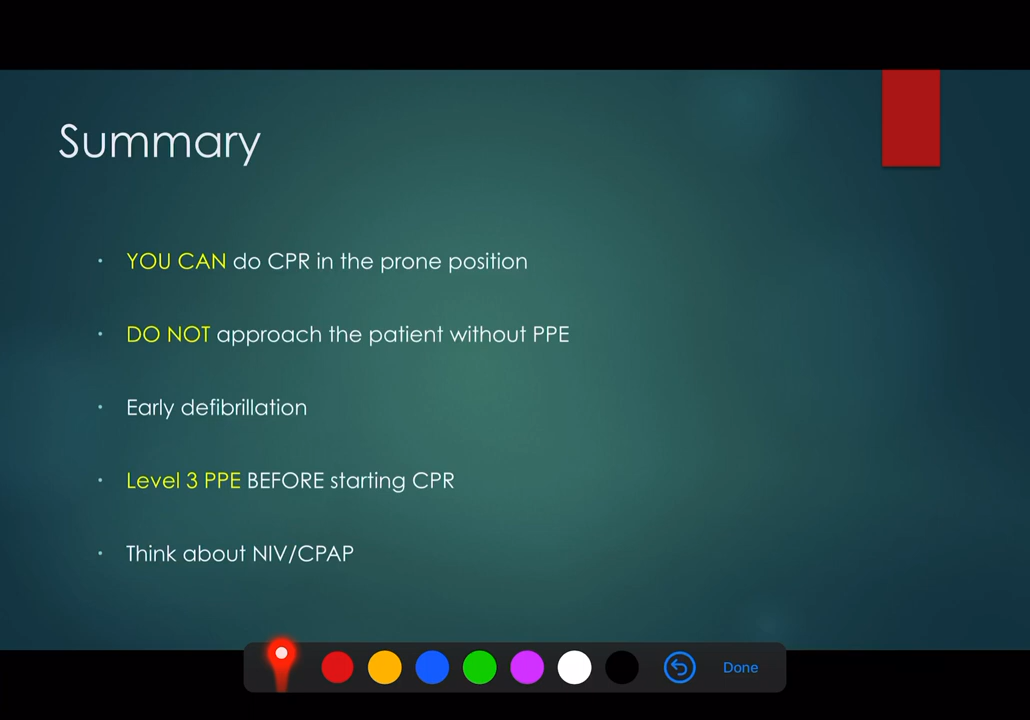 Summary
YOU CAN do CPR in the prone position
DO NOT approach the patient without PPE
Early defibrillation
Level 3 PPE BEFORE starting CPR
Think about NIV/CPAP
Done